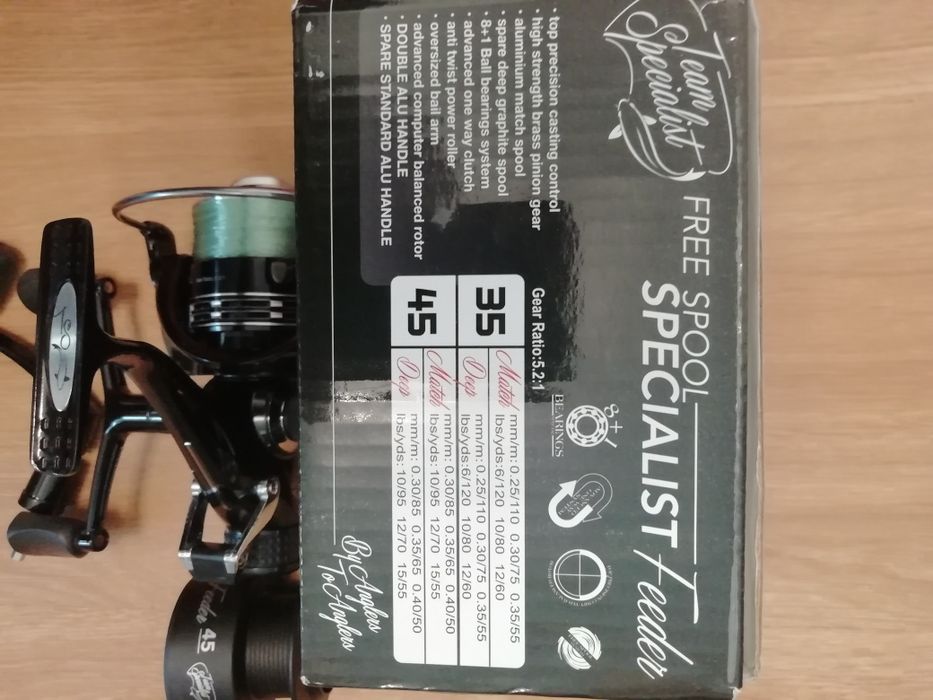 Team
Specialist
FREE SPOOL
SPECIALIST Feeder
• top precision casting control
• high strength brass pinion gear
• aluminium match spool
• spare deep graphite spool
• 8+1 Ball bearings system
• advanced one way clutch
• anti twist power roller
• oversized bail arm
• advanced computer balanced rotor
• DOUBLE ALU HANDLE
• SPARE STANDARD ALU HANDLE
8+1
BEARINGS
Gear Ratio:5.2:1
35
Match mm/m: 0.25/110 0.30/75 0.35/55
lbs/yds:6/120 10/80 12/60
Deep mm/m: 0.25/110 0.30/75 0.35/55
lbs/yds:6/120 10/80 12/60
45
Match mm/m: 0.30/85 0.35/65 0.40/50
lbs/yds: 10/95 12/70 15/55
Deep mm/m: 0.30/85 0.35/65 0.40/50
lbs/yds: 10/95 12/70 15/55
By Anglers
To Anglers
Feeder 45
Team
Specialist